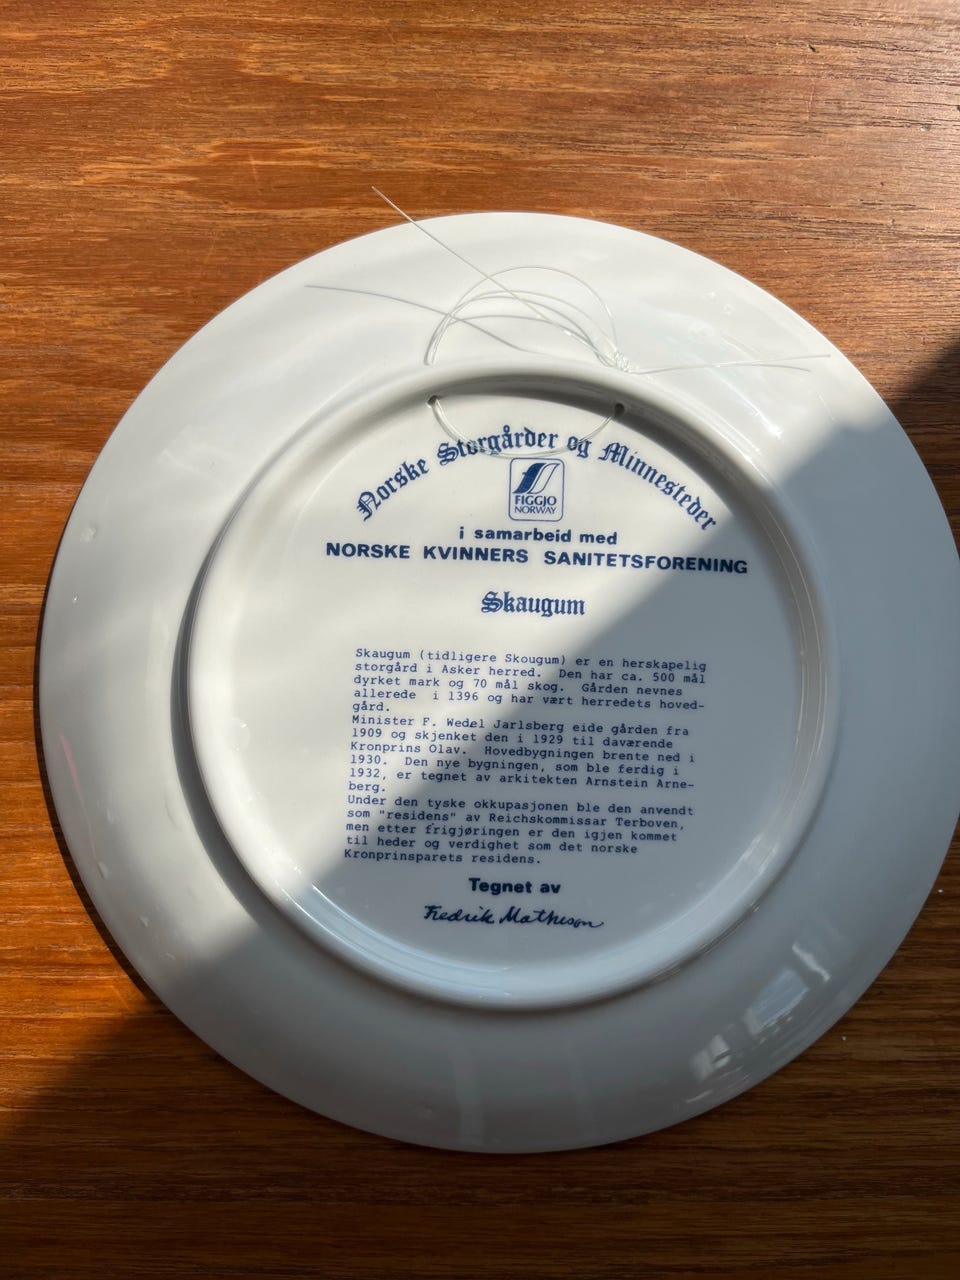 Norske Storgårder og Minnesteder
FIGGJO
NORWAY
i samarbeid med
NORSKE KVINNERS SANITETSFORENING
Skaugum
Skaugum (tidligere Skougum) er en herskapelig
storgård i Asker herred. Den har ca. 500 mål
dyrket mark og 70 mål skog. Gården nevnes
allerede i 1396 og har vært herredets hoved-
gård.
Minister F. Wedel Jarlsberg eide gården fra
1909 og skjenket den i 1929 til daværende
Kronprins Olav. Hovedbygningen brente ned i
1930. Den nye bygningen, som ble ferdig i
1932, er tegnet av arkitekten Arnstein Arne-
berg.
Under den tyske okkupasjonen ble den anvendt
som "residens" av Reichskommissar Terboven,
men etter frigjøringen er den igjen kommet
til heder og verdighet som det norske
Kronprinsparets residens.
Tegnet av
Fredrik Matheson